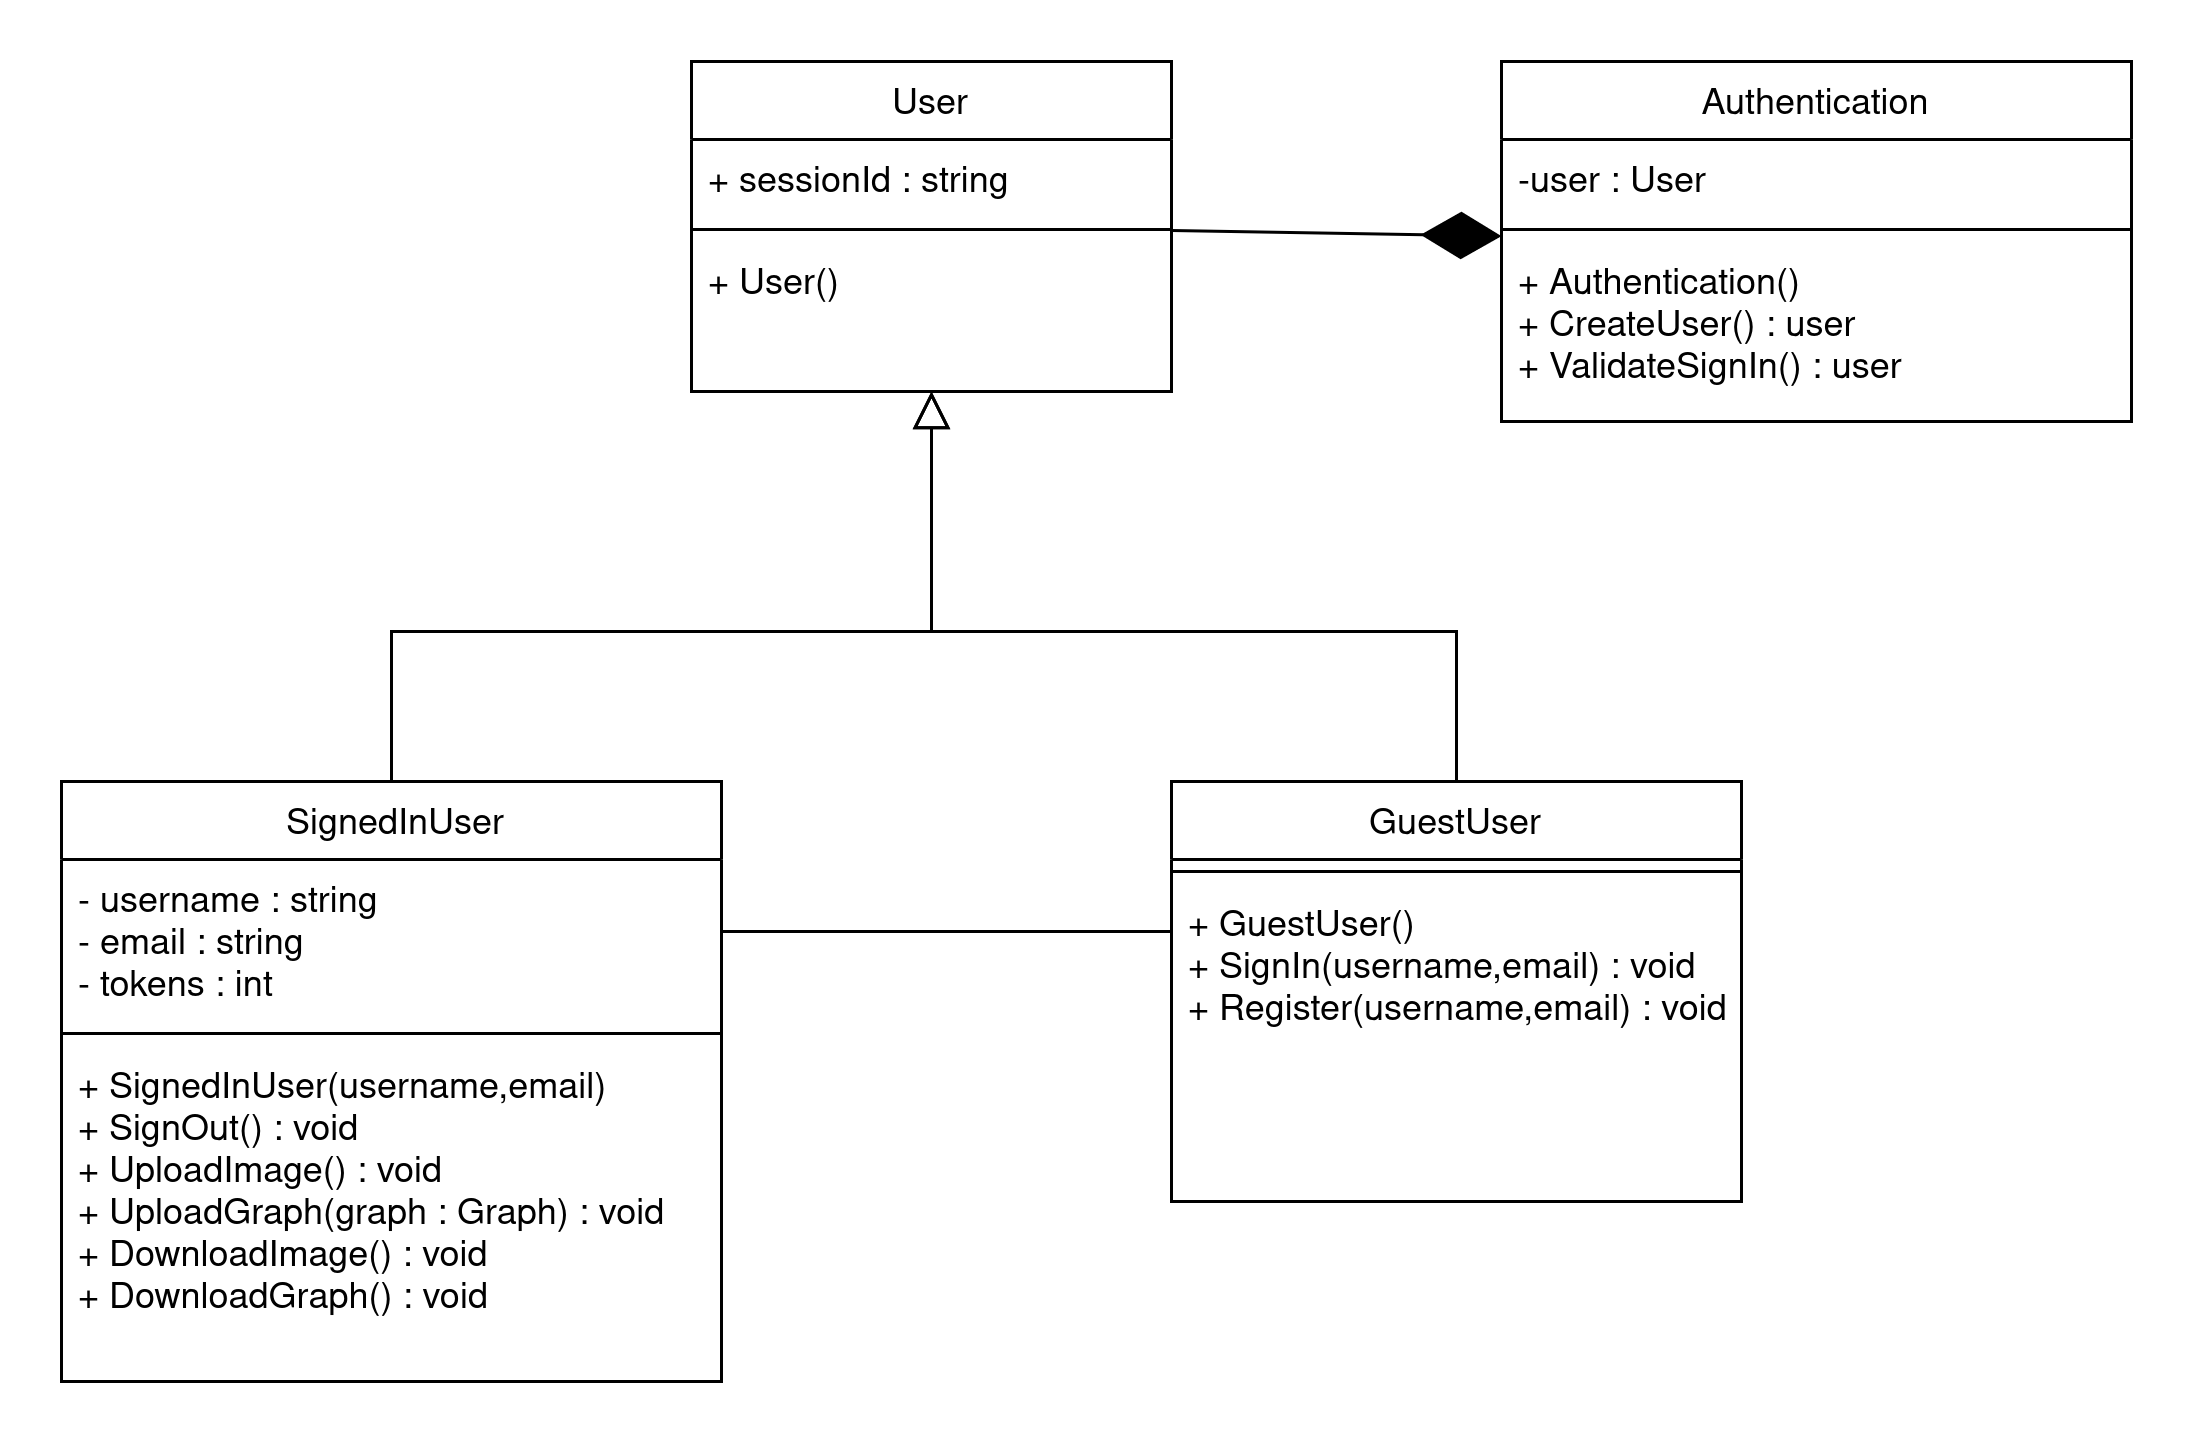 User
+ sessionId : string
+ User()
Authentication
-user : User
+ Authentication()
+ CreateUser() : user
+ ValidateSignIn() : user
SignedInUser
- username : string
- email : string
- tokens : int
+ SignedInUser(username,email)
+ SignOut() : void
+ UploadImage() : void
+ UploadGraph(graph : Graph) : void
+ DownloadImage() : void
+ DownloadGraph() : void
GuestUser
+ GuestUser()
+ SignIn(username,email) : void
+ Register(username,email) : void